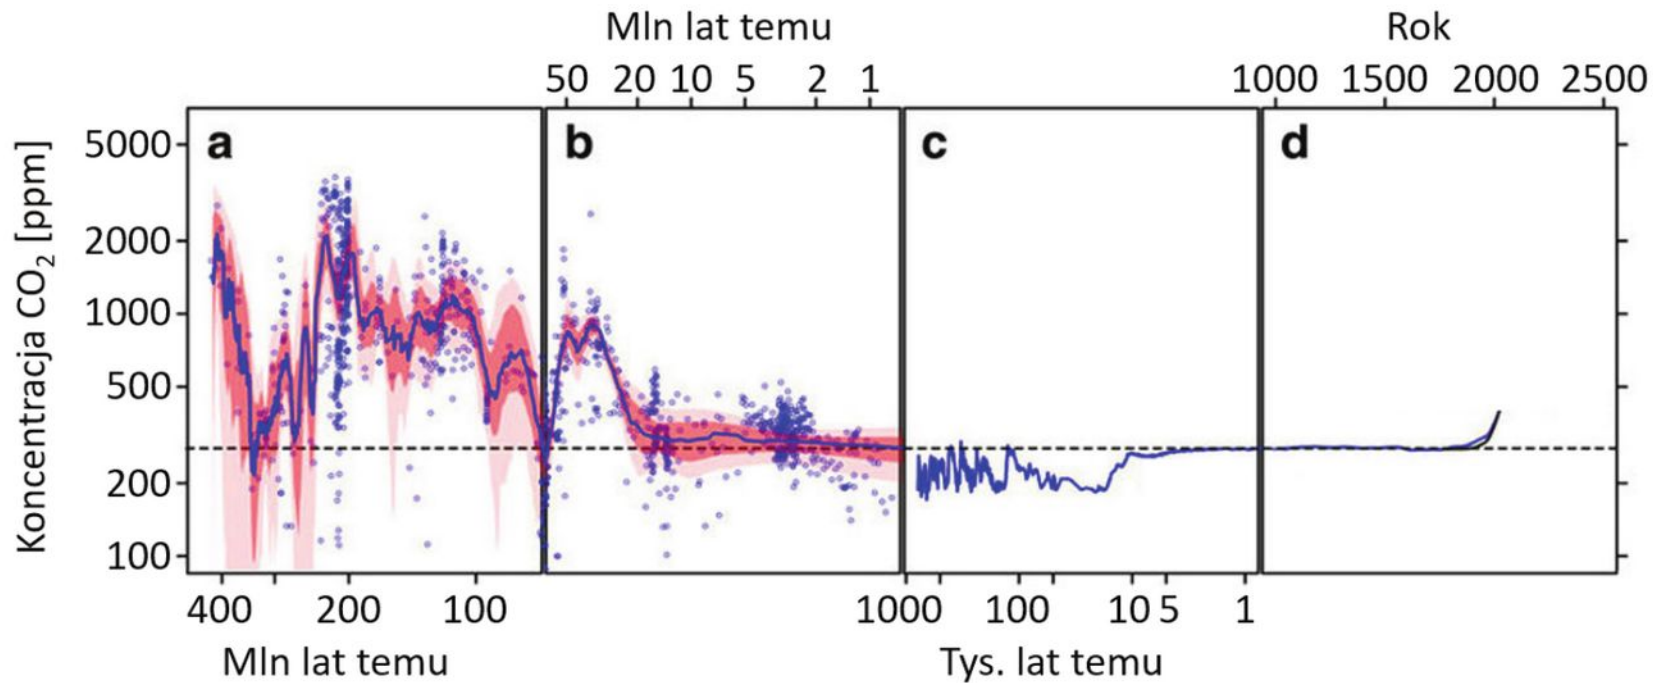 Mln lat temu
Rok
50 20 10 5 2 1
1000 1500 2000 2500
Koncentracja CO₂ [ppm]
5000
2000
1000
500
200
100
a
b
c
d
400 200 100
1000 100 10 5 1
Mln lat temu
Tys. lat temu